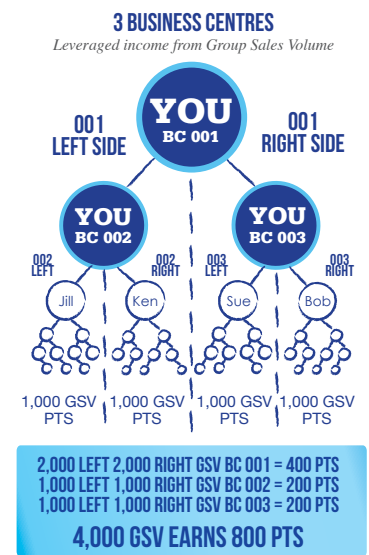 3 BUSINESS CENTRES
Leveraged income from Group Sales Volume
YOU
BC 001
001
LEFT SIDE
001
RIGHT SIDE
YOU
BC 002
YOU
BC 003
002
LEFT
002
RIGHT
003
LEFT
003
RIGHT
Jill
Ken
Sue
Bob
1,000 GSV
PTS
1,000 GSV
PTS
1,000 GSV
PTS
1,000 GSV
PTS
2,000 LEFT 2,000 RIGHT GSV BC 001 = 400 PTS
1,000 LEFT 1,000 RIGHT GSV BC 002 = 200 PTS
1,000 LEFT 1,000 RIGHT GSV BC 003 = 200 PTS
4,000 GSV EARNS 800 PTS